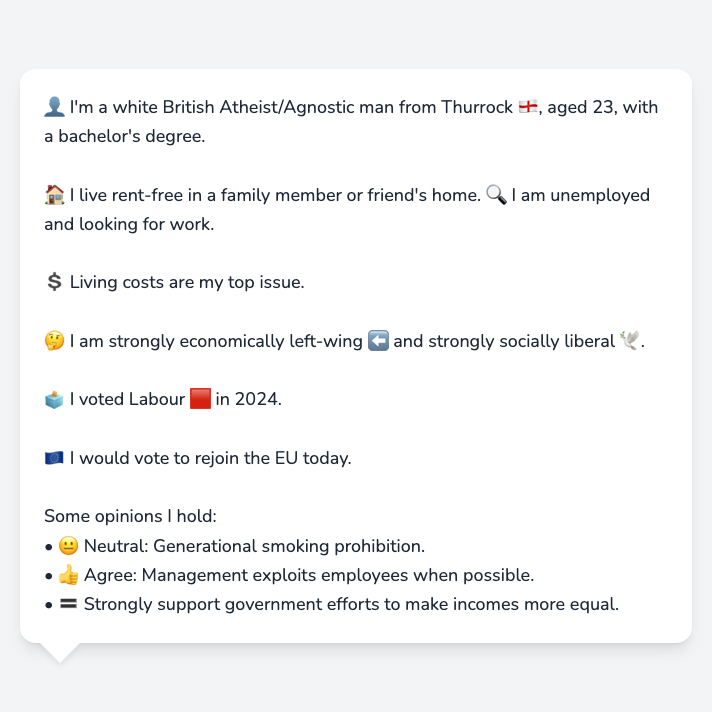 👤 I'm a white British Atheist/Agnostic man from Thurrock 🏴󠁧󠁢󠁥󠁮󠁧󠁿, aged 23, with
a bachelor's degree.
🏠 I live rent-free in a family member or friend's home. 🔍 I am unemployed
and looking for work.
💲 Living costs are my top issue.
🤔 I am strongly economically left-wing ⬅️ and strongly socially liberal 🕊️.
🗳️ I voted Labour 🟥 in 2024.
🇪🇺 I would vote to rejoin the EU today.
Some opinions I hold:
• 😐 Neutral: Generational smoking prohibition.
• 👍 Agree: Management exploits employees when possible.
• 🟰 Strongly support government efforts to make incomes more equal.